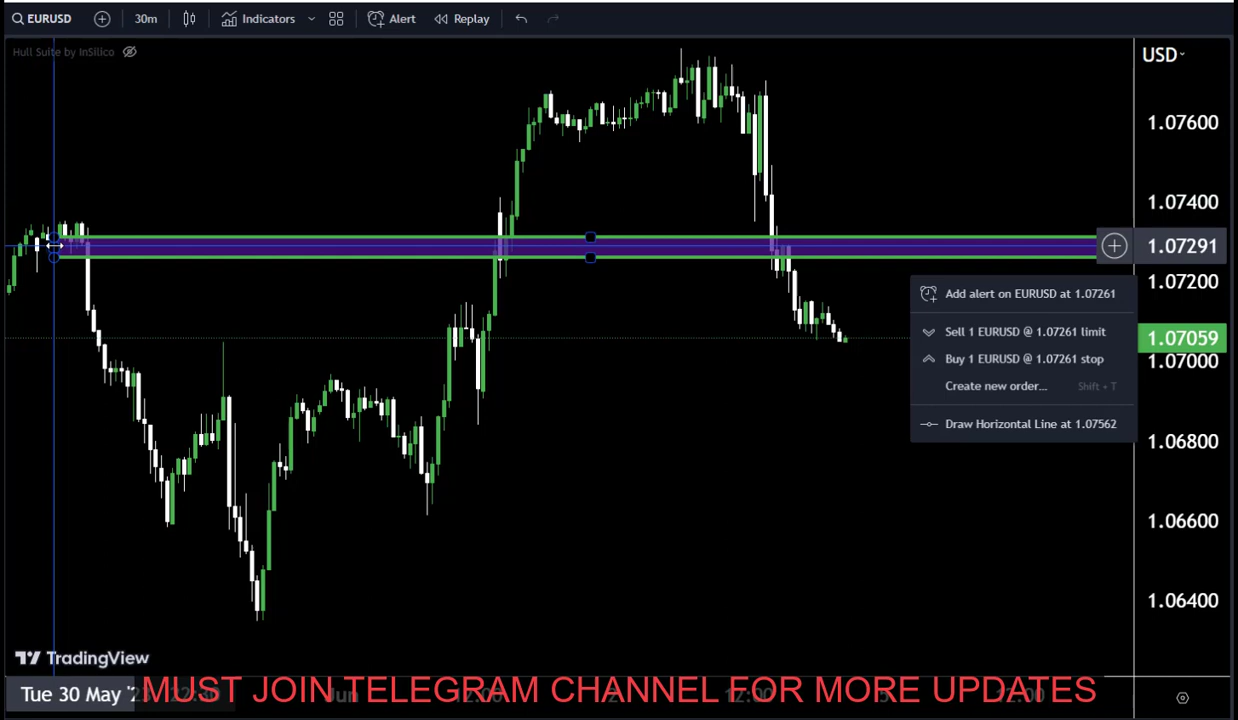 EURUSD 30m Indicators Alert Replay
Hull Suite by InSilico
USD
1.07600
1.07400
1.07291
1.07200
Add alert on EURUSD at 1.07261
Sell 1 EURUSD @ 1.07261 limit
1.07059
Buy 1 EURUSD @ 1.07261 stop
1.07000
Create new order... Shift + T
Draw Horizontal Line at 1.07562
1.06800
1.06600
1.06400
TradingView
Tue 30 May '2
MUST JOIN TELEGRAM CHANNEL FOR MORE UPDATES